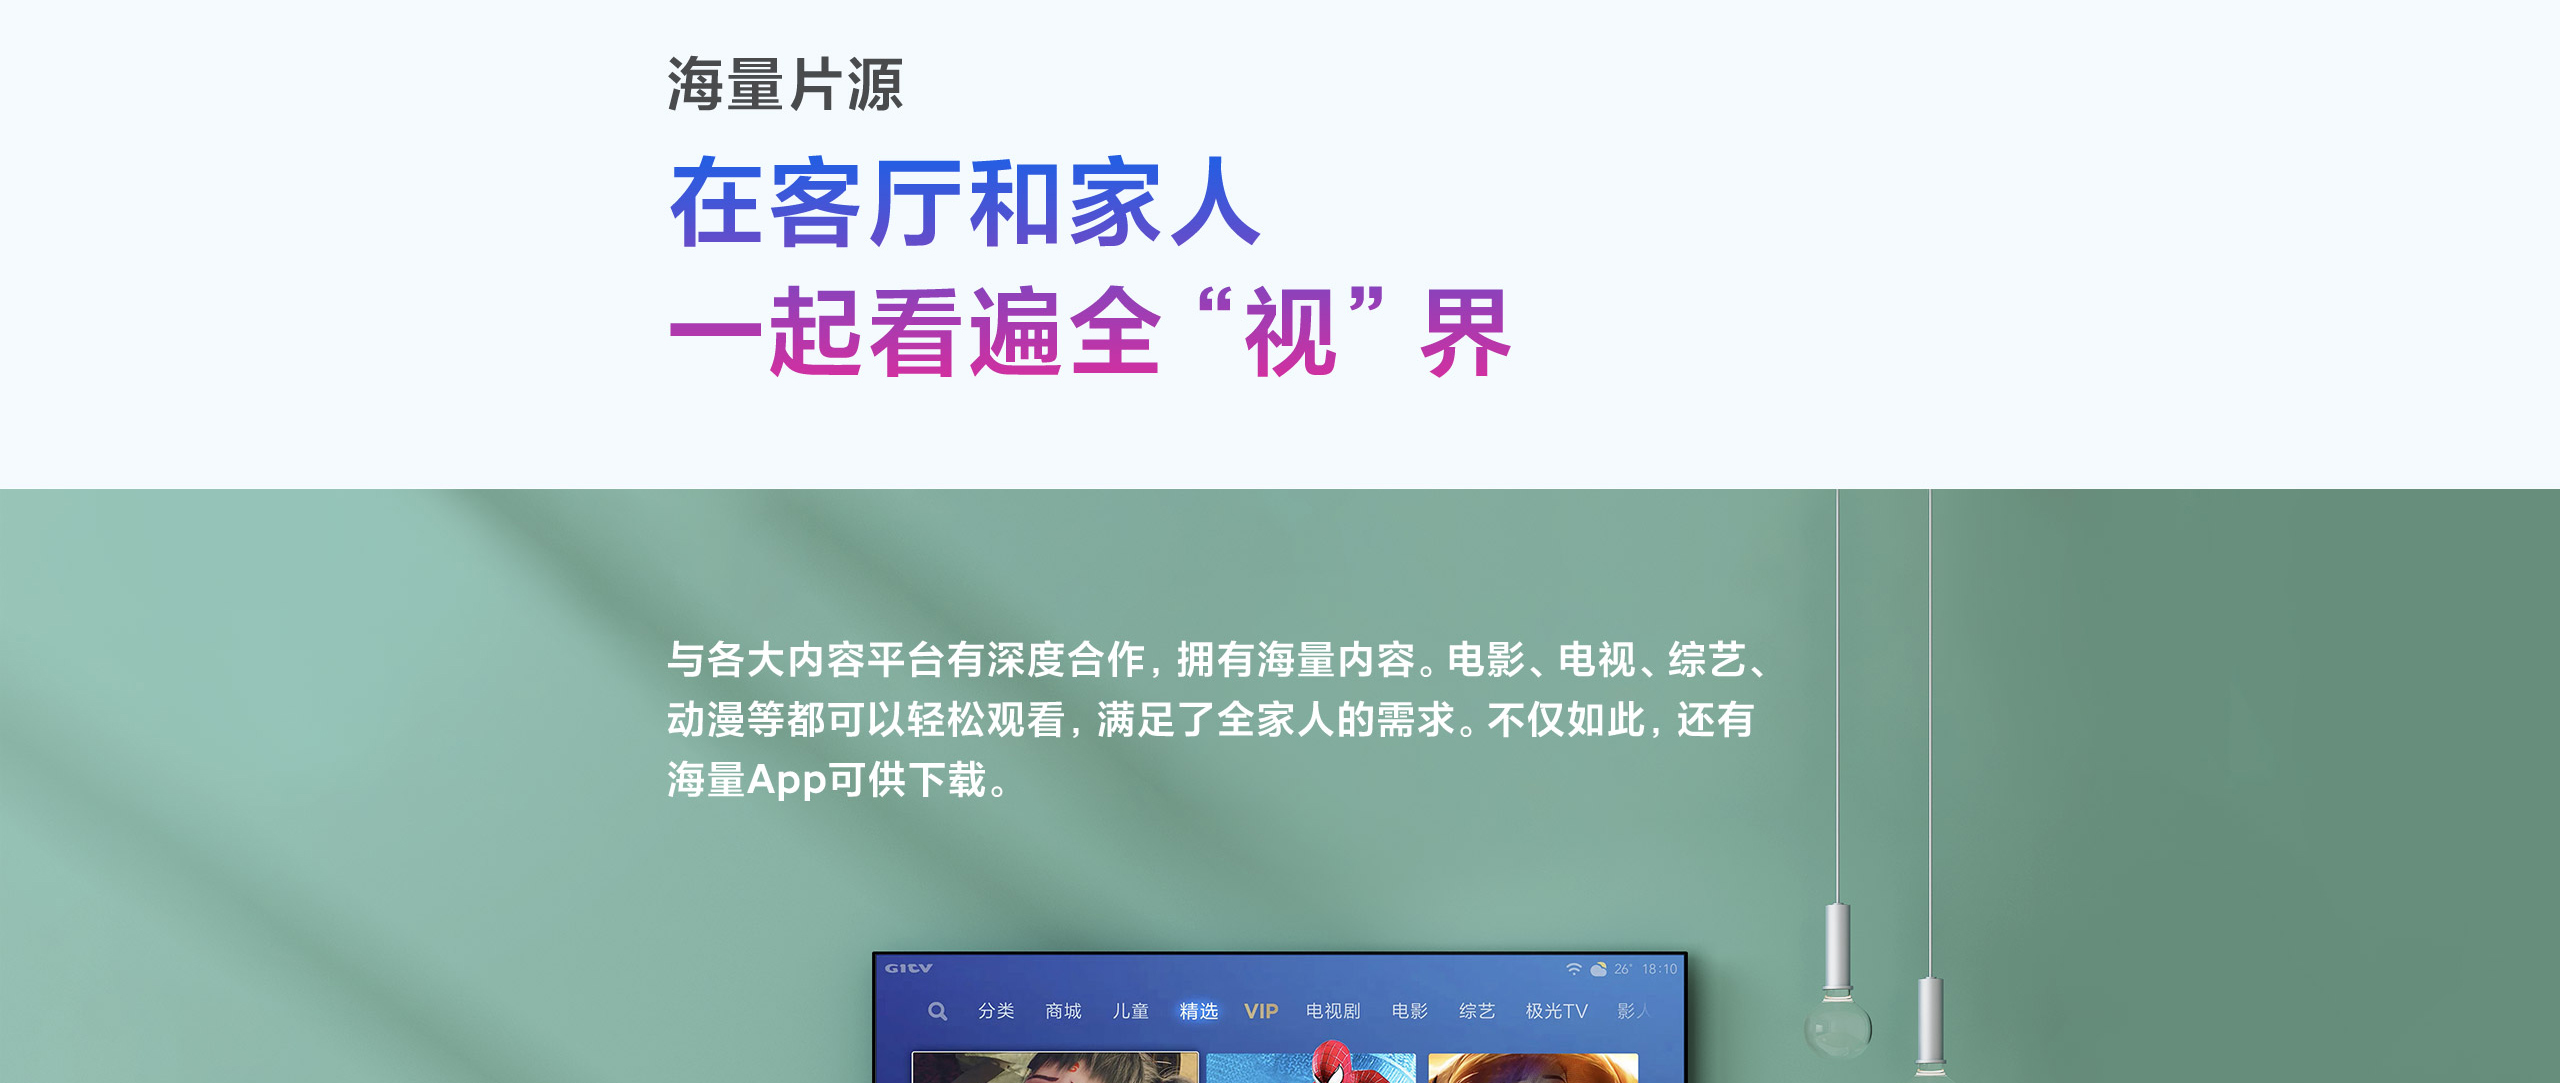 海量片源
在客厅和家人
一起看遍全“视”界
与各大内容平台有深度合作，拥有海量内容。电影、电视、综艺、
动漫等都可以轻松观看，满足了全家人的需求。不仅如此，还有
海量App可供下载。
GITV 26° 18:10
分类 商城 儿童 精选 VIP 电视剧 电影 综艺 极光TV 影人